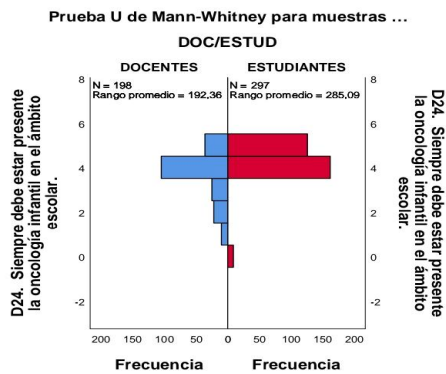 Prueba U de Mann-Whitney para muestras ...
DOC/ESTUD
DOCENTES
ESTUDIANTES
N = 198
Rango promedio = 192,36
N = 297
Rango promedio = 285,09
D24. Siempre debe estar presente
la oncología infantil en el ámbito
escolar.
8
6
4
2
0
-2
8
6
4
2
0
-2
D24. Siempre debe estar presente
la oncología infantil en el ámbito
escolar.
200 150 100 50 0 50 100 150 200
Frecuencia
Frecuencia